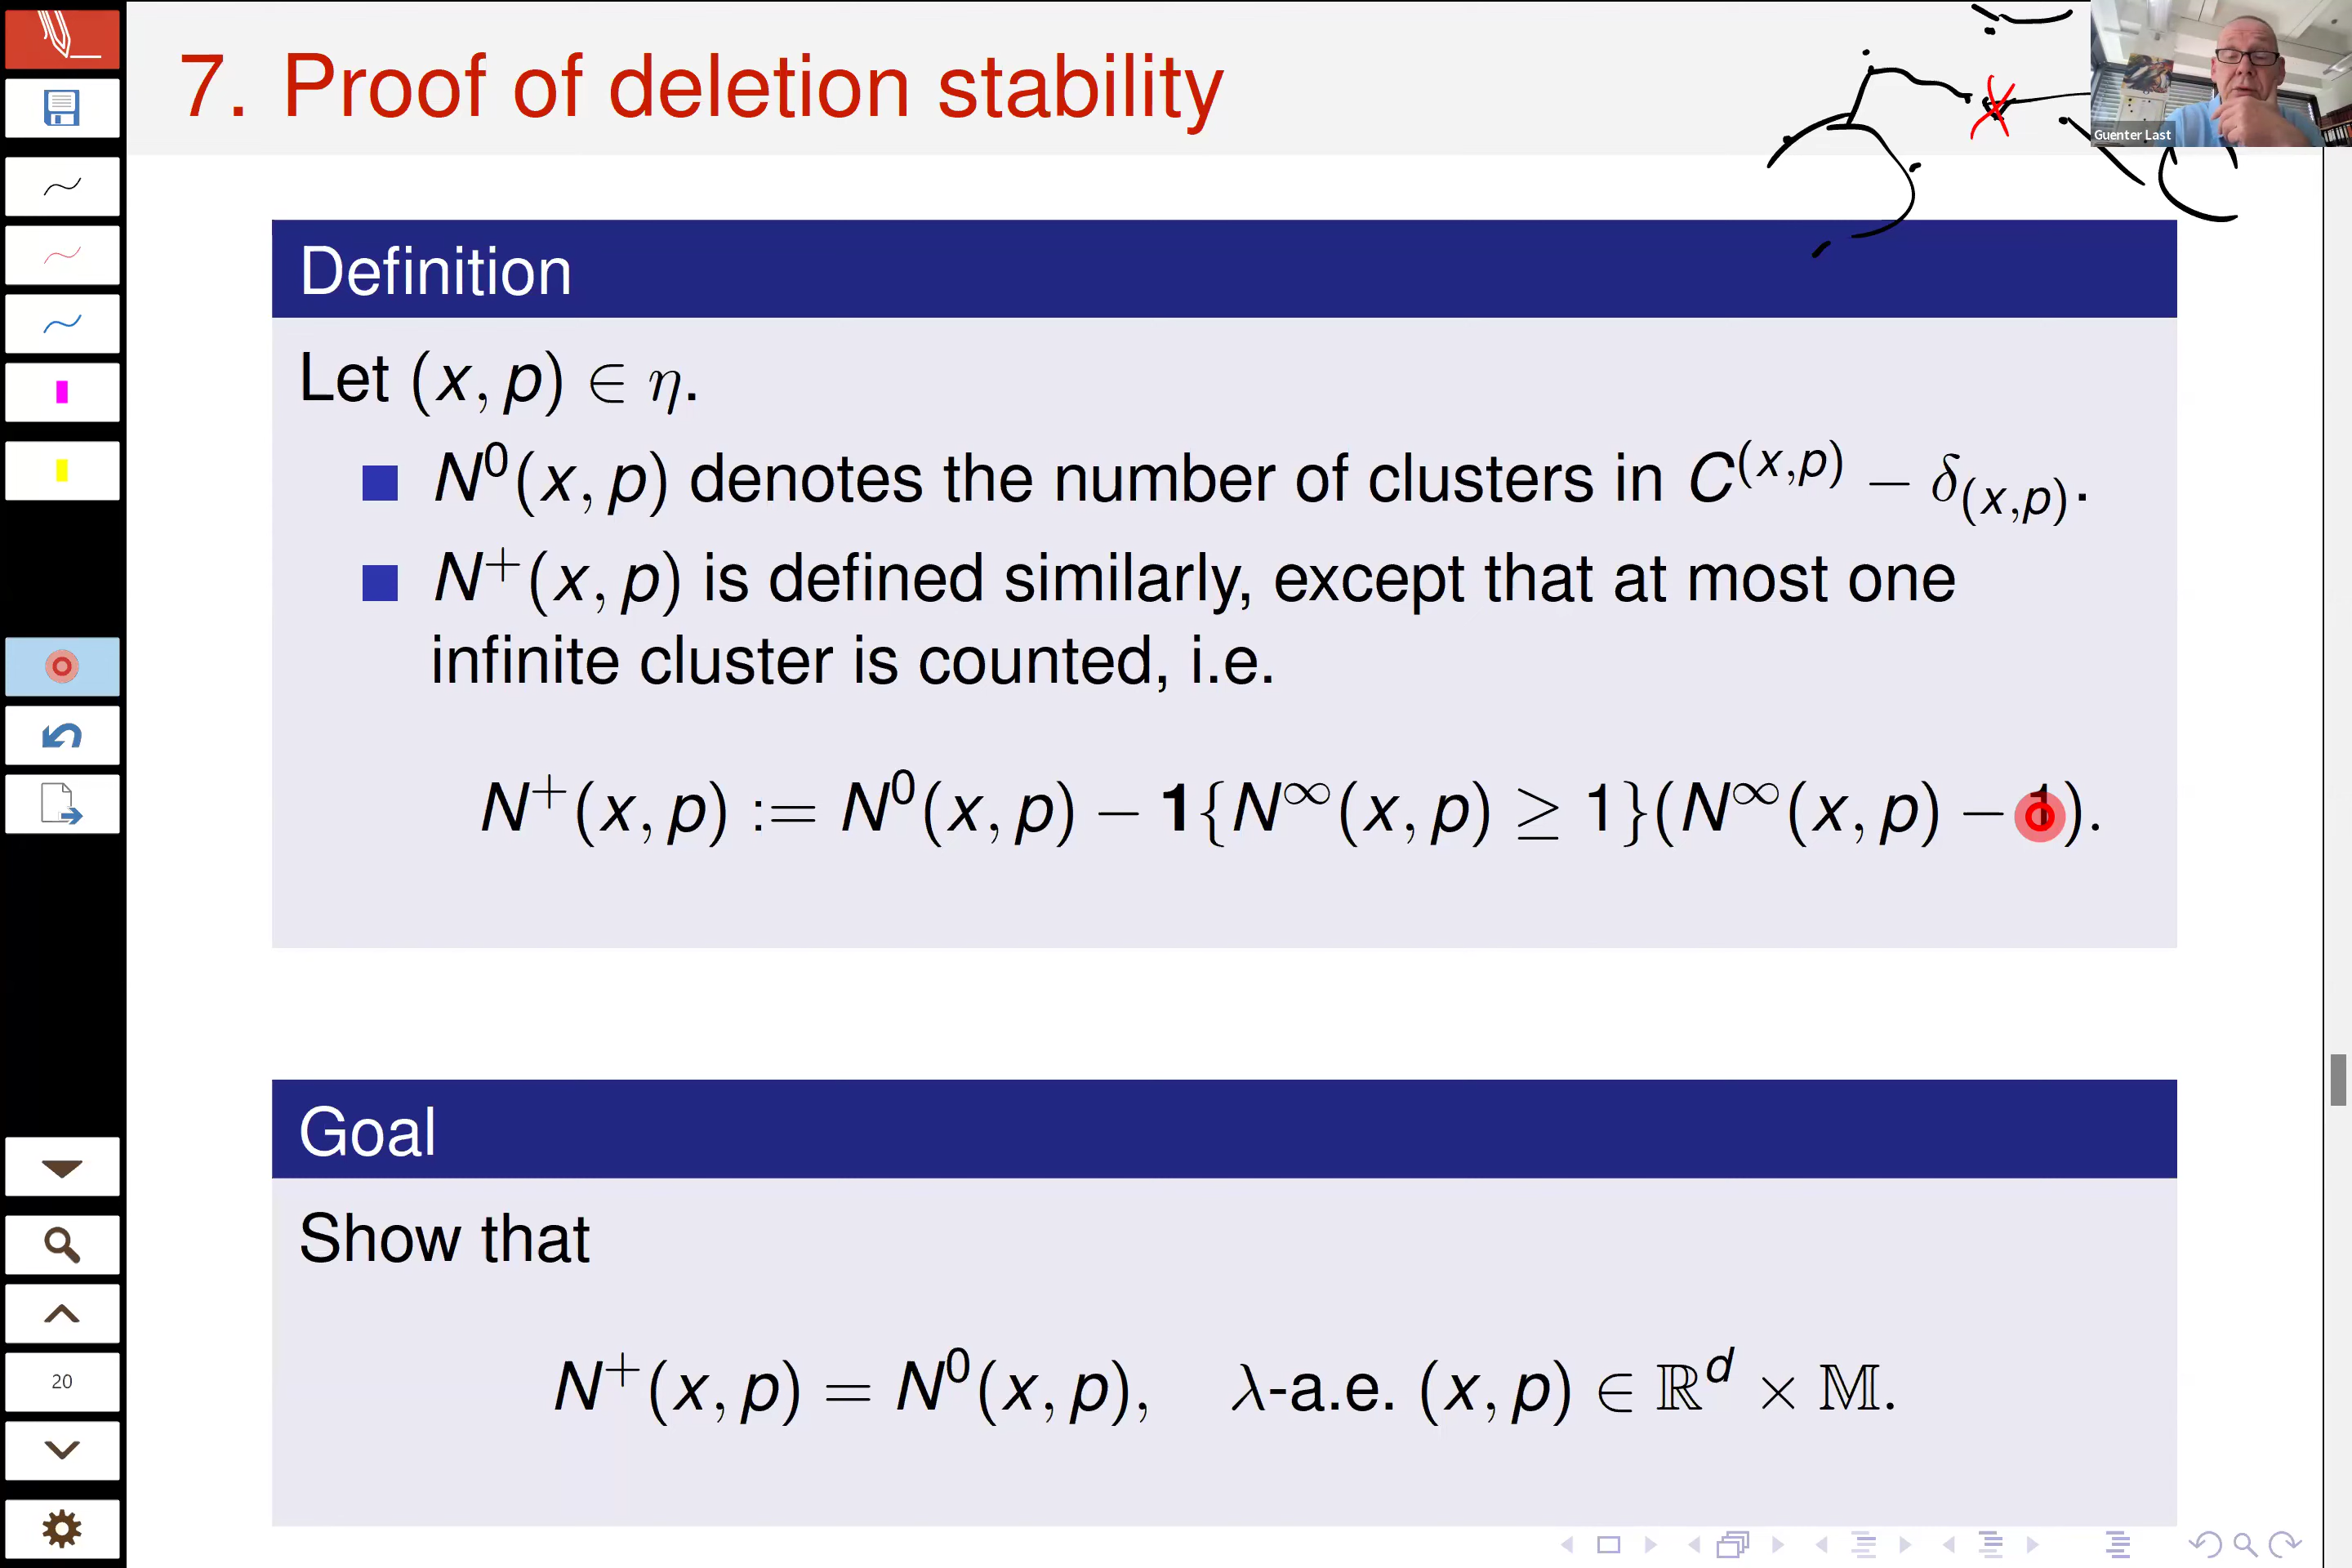 7. Proof of deletion stability
Guenter Last
Definition
Let (x, p) ∈ η.
N⁰(x, p) denotes the number of clusters in C^{(x,p)} − δ_{(x,p)}.
N⁺(x, p) is defined similarly, except that at most one
infinite cluster is counted, i.e.
N⁺(x, p) := N⁰(x, p) − 1{N^∞(x, p) ≥ 1}(N^∞(x, p) − 1).
Goal
Show that
N⁺(x, p) = N⁰(x, p), λ-a.e. (x, p) ∈ ℝ^d × 𝕄.
20